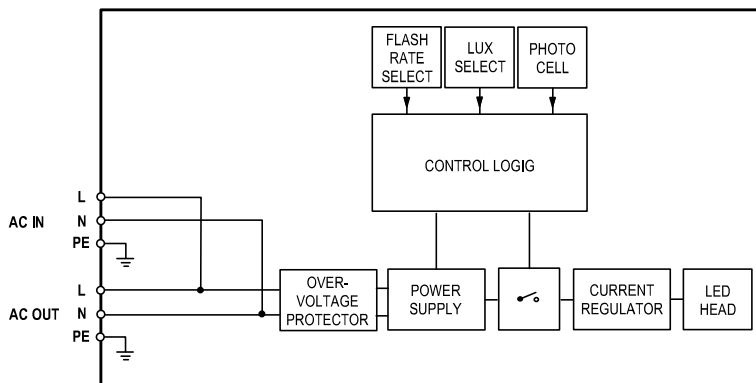 FLASH
RATE
SELECT
LUX
SELECT
PHOTO
CELL
CONTROL LOGIG
AC IN
L
N
PE
AC OUT
L
N
PE
OVER-
VOLTAGE
PROTECTOR
POWER
SUPPLY
CURRENT
REGULATOR
LED
HEAD